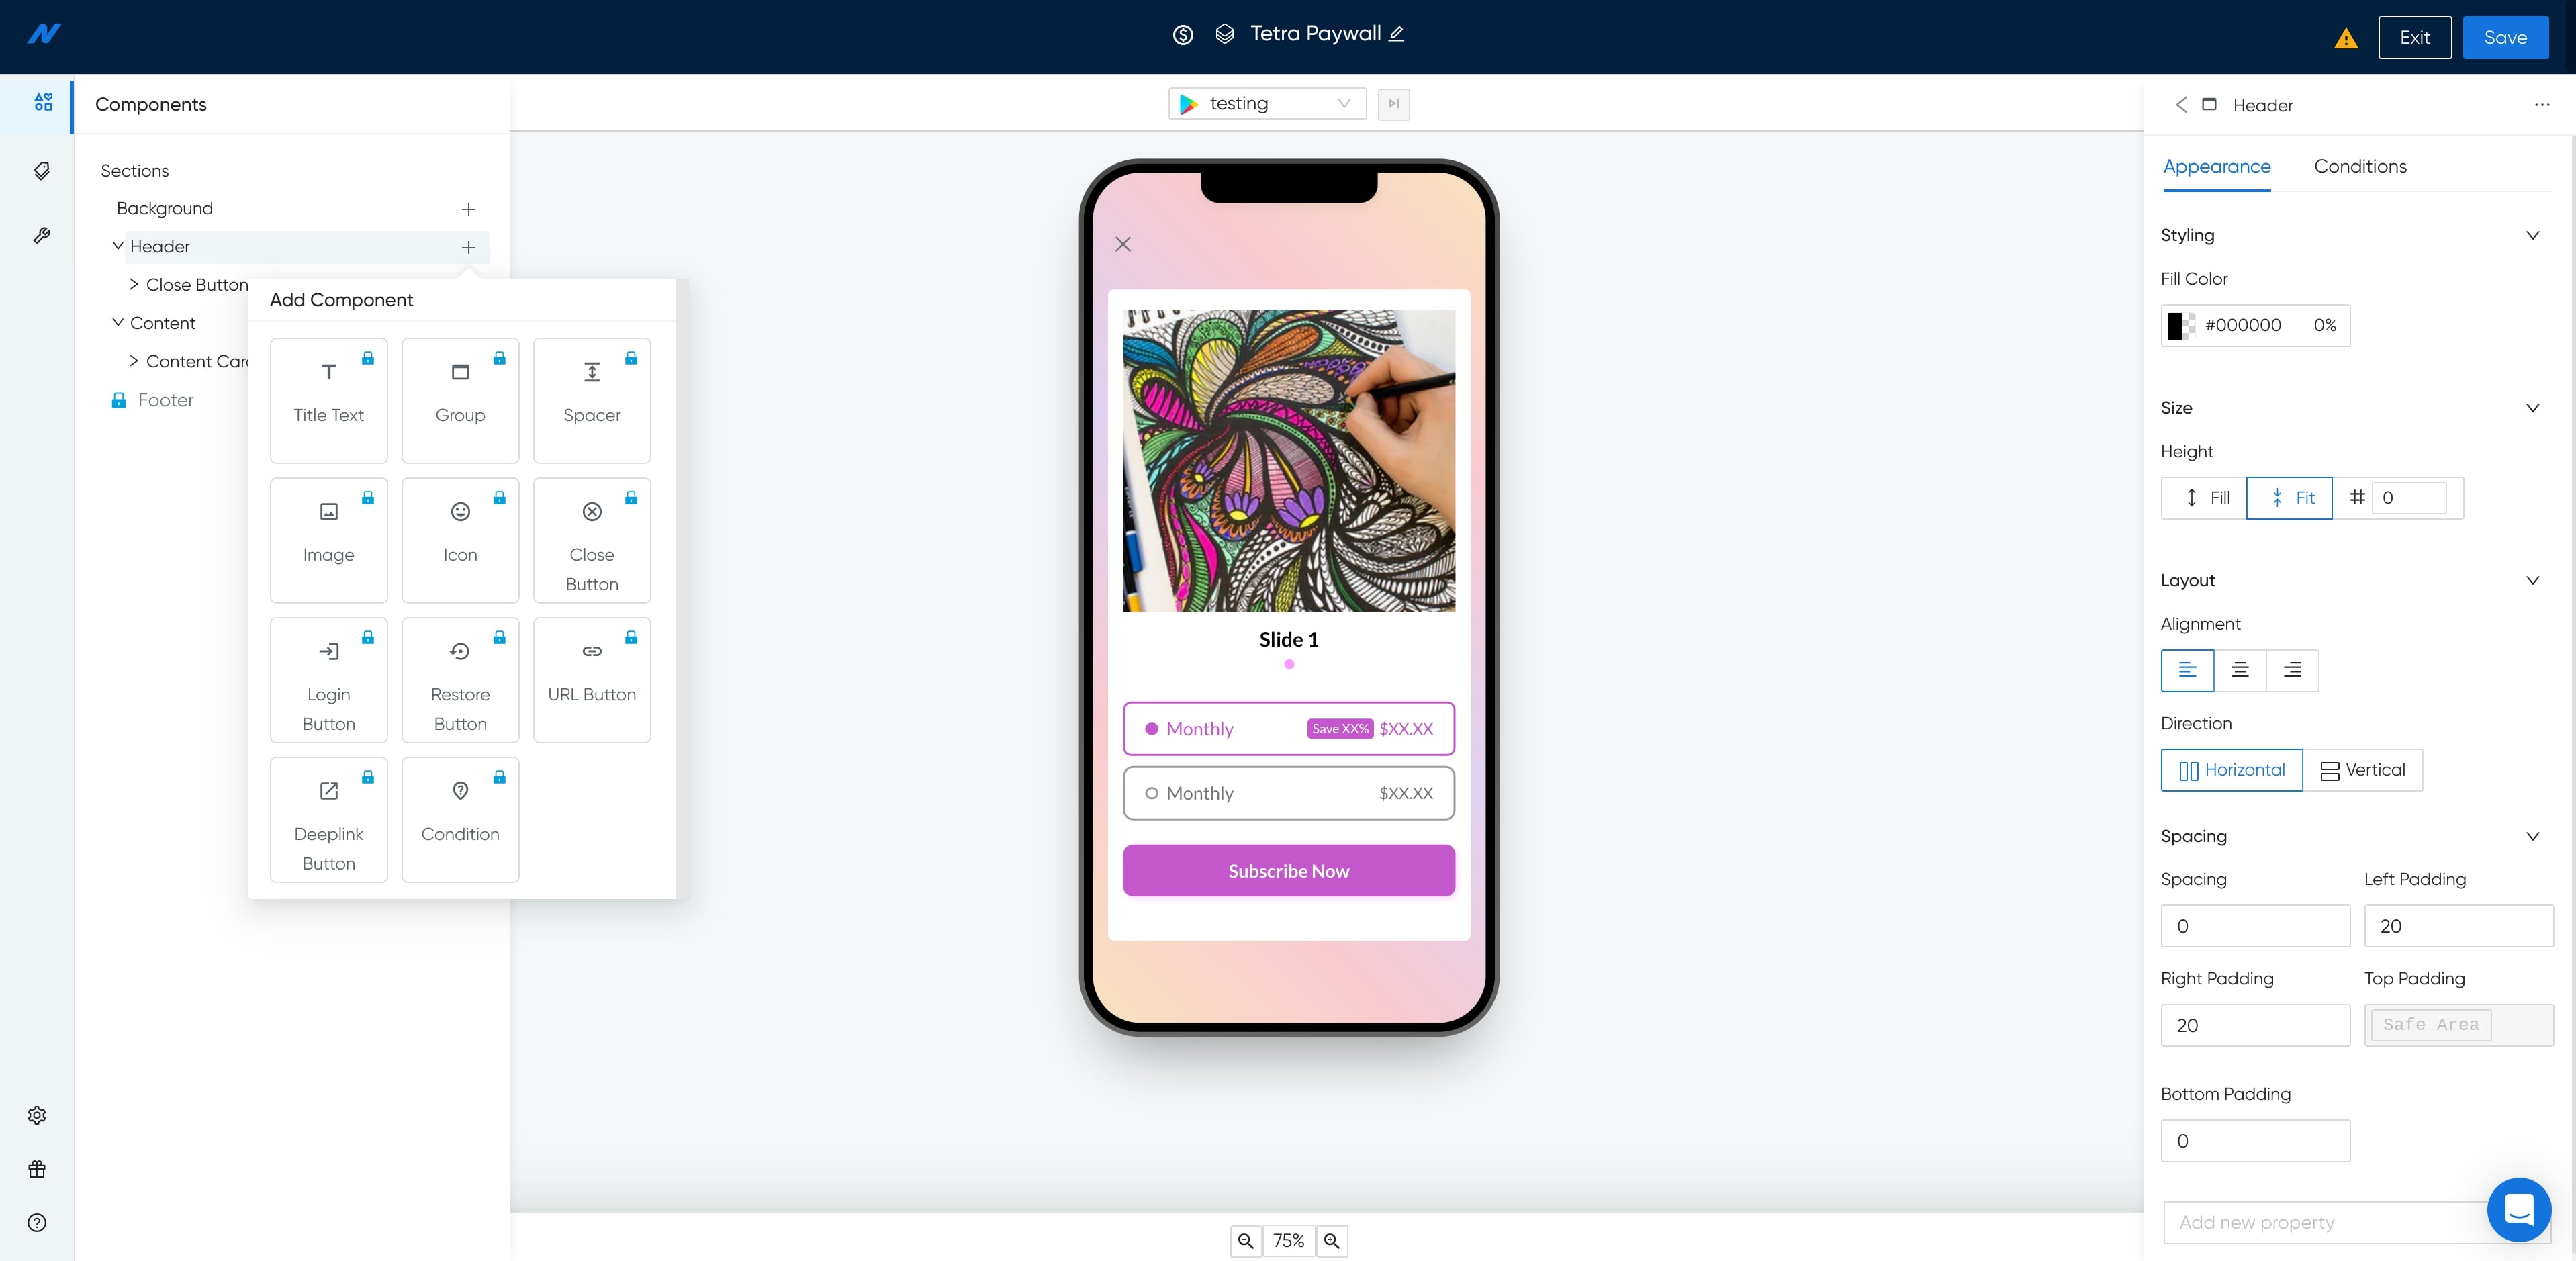 Tetra Paywall
Exit
Save
Components
testing
Header
Sections
Background
Header
Close Button
Content
Content Card
Footer
Add Component
Title Text
Group
Spacer
Image
Icon
Close
Button
Login
Button
Restore
Button
URL Button
Deeplink
Button
Condition
Slide 1
Monthly
Save XX%
$XX.XX
Monthly
$XX.XX
Subscribe Now
75%
Appearance
Conditions
Styling
Fill Color
#000000
0%
Size
Height
Fill
Fit
0
Layout
Alignment
Direction
Horizontal
Vertical
Spacing
Spacing
Left Padding
0
20
Right Padding
Top Padding
20
Safe Area
Bottom Padding
0
Add new property